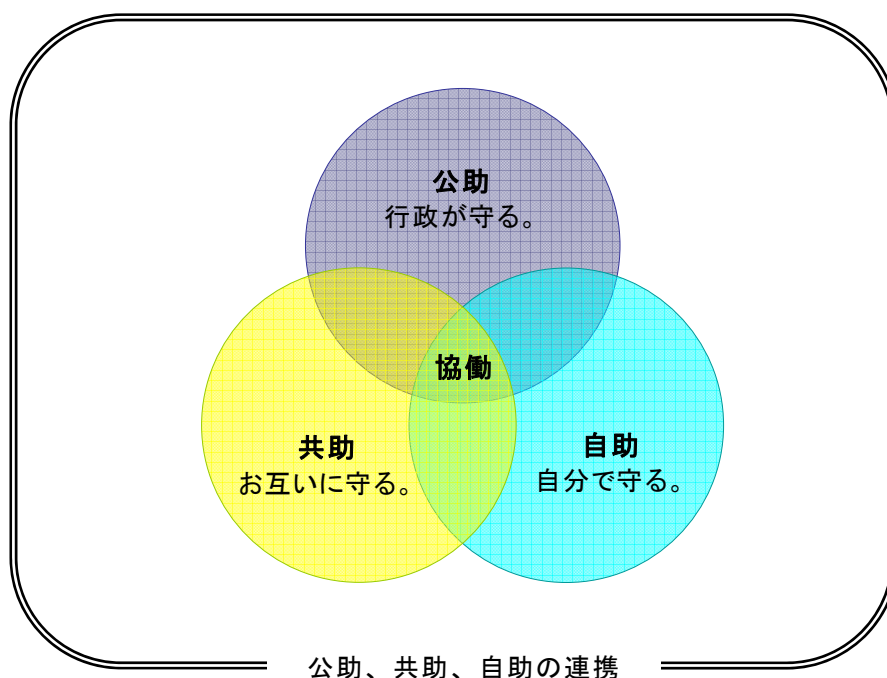 公助
行政が守る。
協働
共助
お互いに守る。
自助
自分で守る。
公助、共助、自助の連携